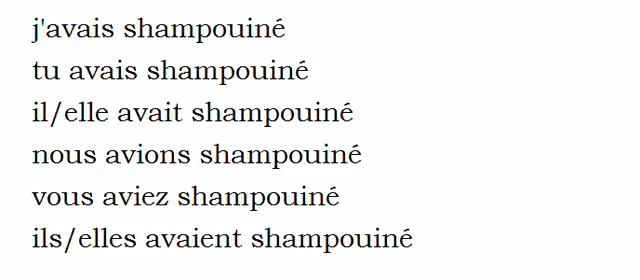 j'avais shampouiné
tu avais shampouiné
il/elle avait shampouiné
nous avions shampouiné
vous aviez shampouiné
ils/elles avaient shampouiné